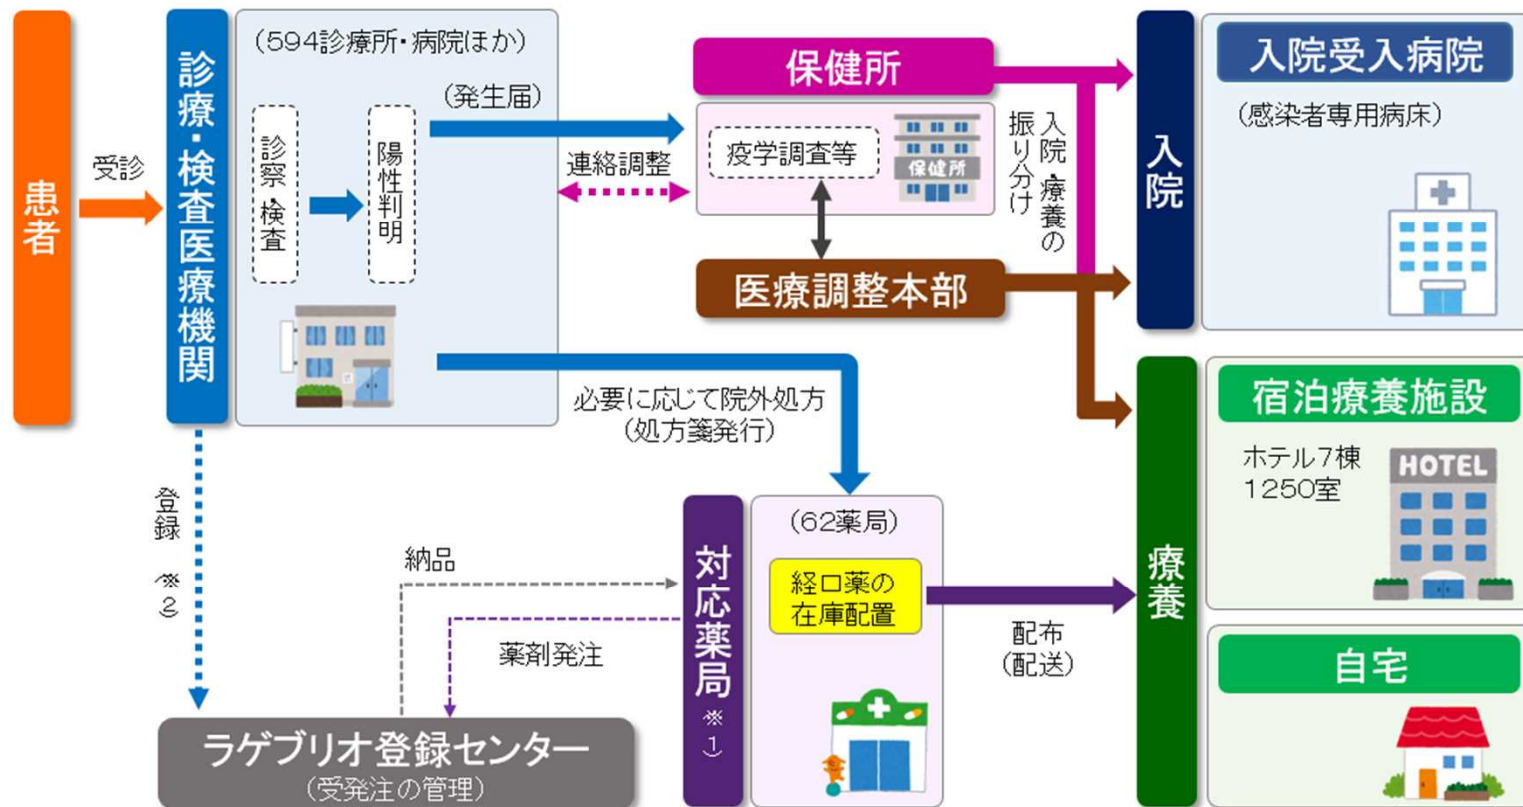 患者
受診
診療・検査医療機関
（594診療所・病院ほか）
診察・検査
陽性判明
（発生届）
連絡調整
保健所
疫学調査等
保健所
医療調整本部
入院・療養の
振り分け
入院
入院受入病院
（感染者専用病床）
必要に応じて院外処方
（処方箋発行）
登録（※2）
納品
薬剤発注
ラゲブリオ登録センター
（受発注の管理）
対応薬局（※1）
（62薬局）
経口薬の
在庫配置
配布
（配送）
療養
宿泊療養施設
ホテル7棟
1250室
HOTEL
自宅